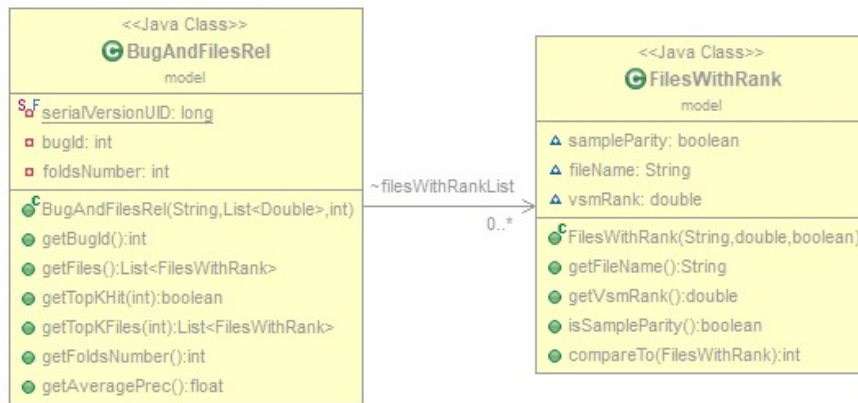 <<Java Class>>
BugAndFilesRel
model
serialVersionUID: long
bugId: int
foldsNumber: int
BugAndFilesRel(String,List<Double>,int)
getBugId():int
getFiles():List<FilesWithRank>
getTopKHit(int):boolean
getTopKFiles(int):List<FilesWithRank>
getFoldsNumber():int
getAveragePrec():float
~filesWithRankList
0..*
<<Java Class>>
FilesWithRank
model
sampleParity: boolean
fileName: String
vsmRank: double
FilesWithRank(String,double,boolean)
getFileName():String
getVsmRank():double
isSampleParity():boolean
compareTo(FilesWithRank):int